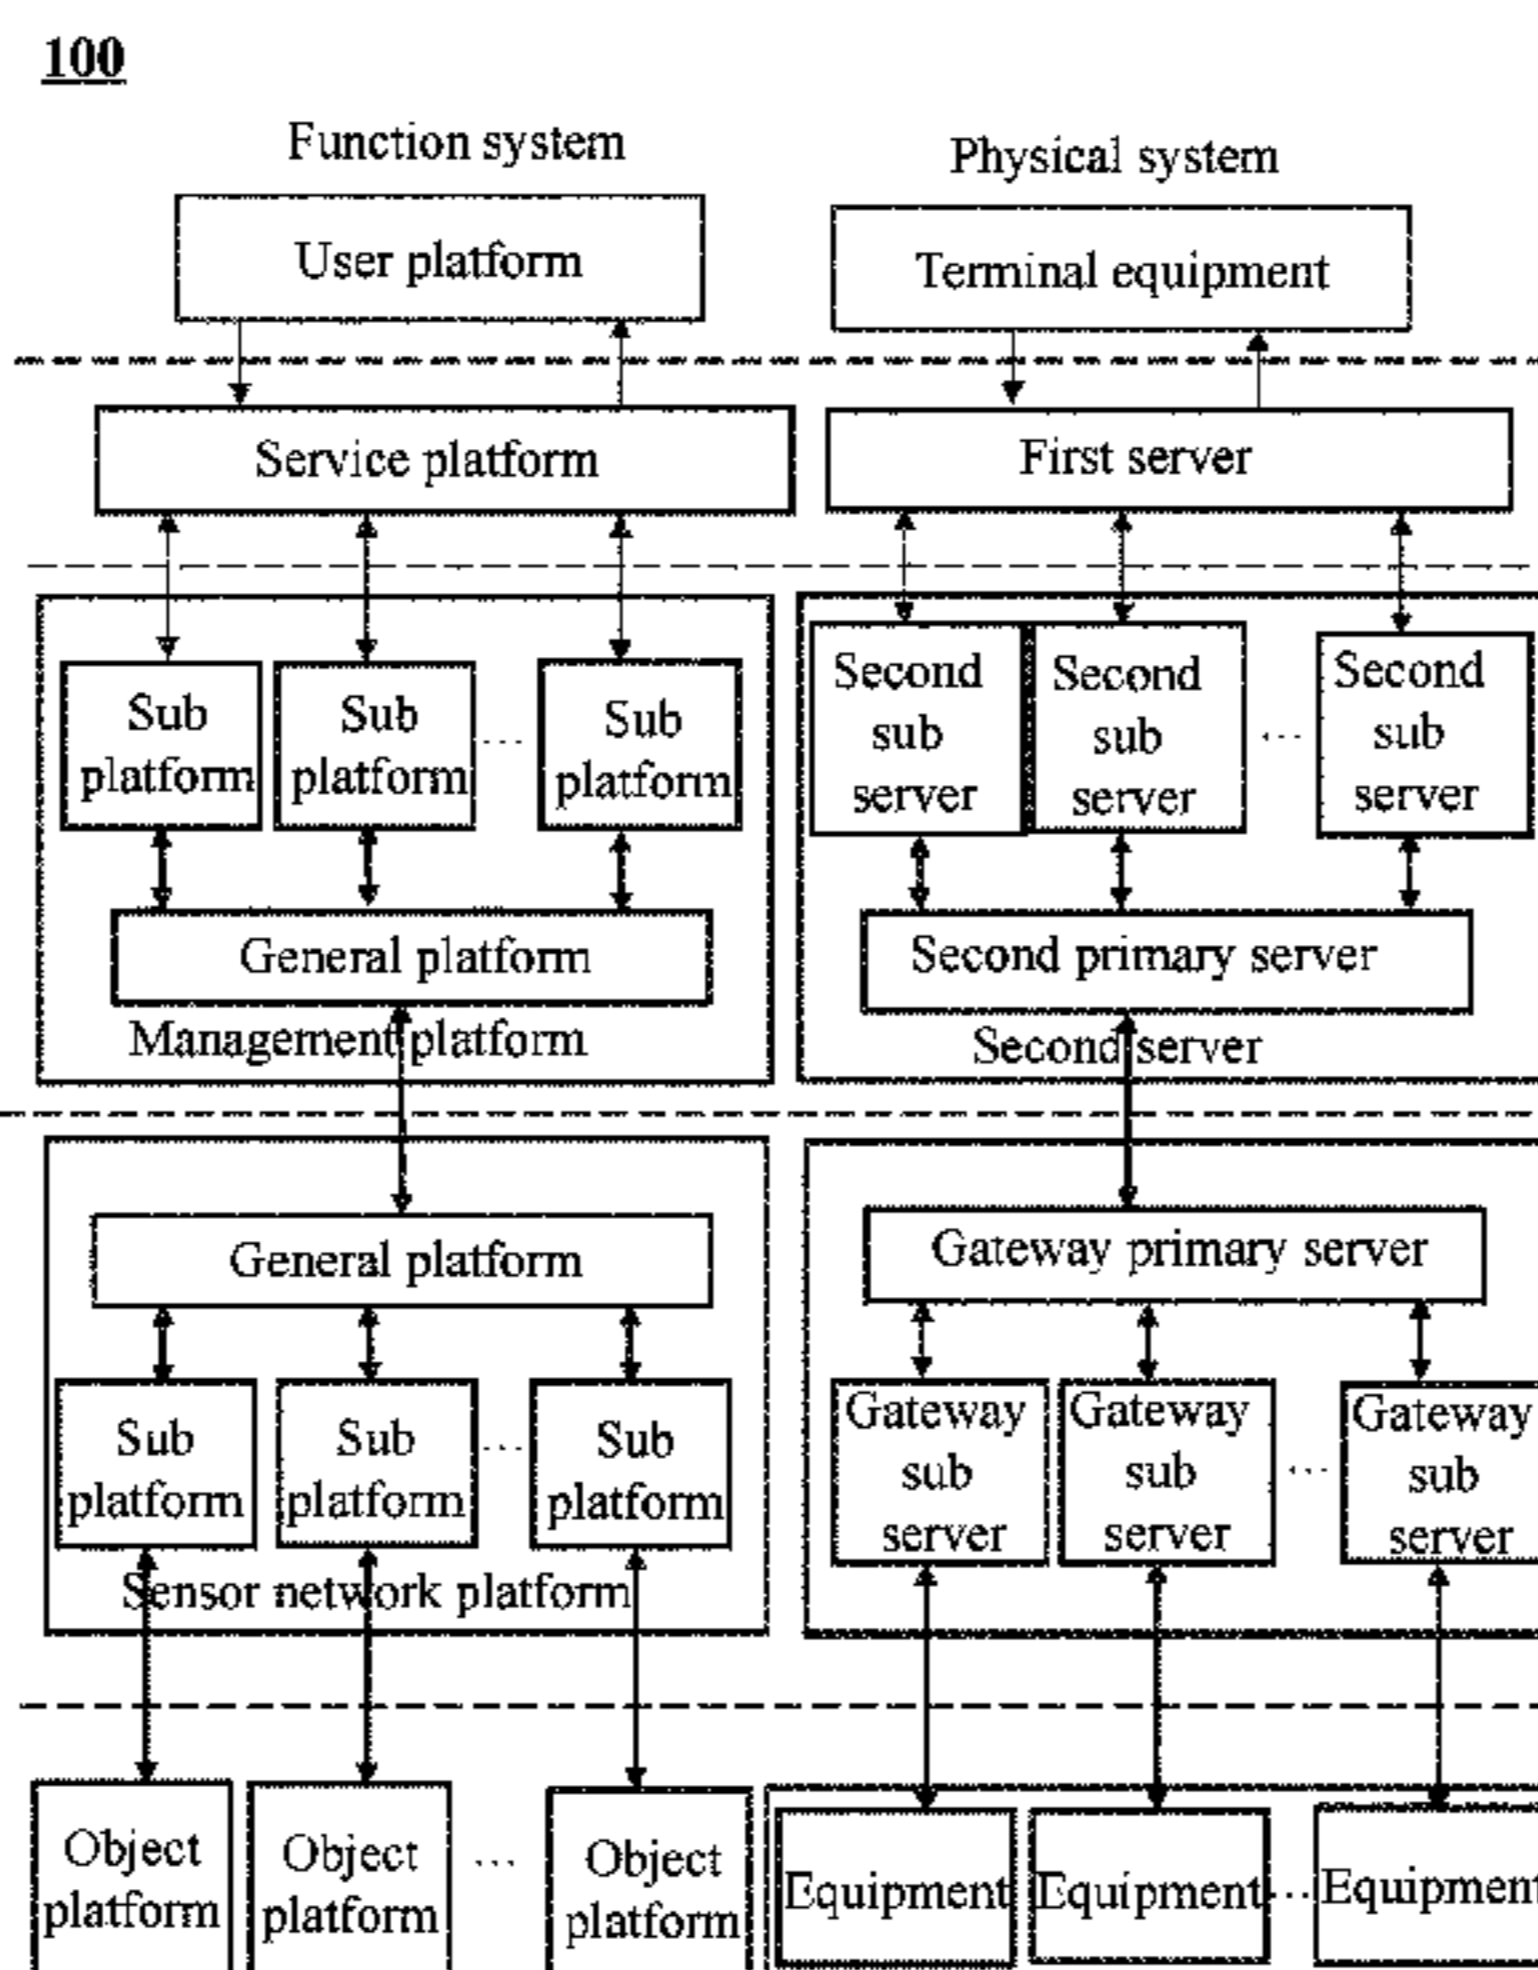 100
Function system
Physical system
User platform
Terminal equipment
Service platform
First server
Sub
platform
Sub
platform
...
Sub
platform
Second
sub
server
Second
sub
server
...
Second
sub
server
General platform
Second primary server
Management platform
Second server
General platform
Gateway primary server
Sub
platform
Sub
platform
...
Sub
platform
Gateway
sub
server
Gateway
sub
server
...
Gateway
sub
server
Sensor network platform
Object
platform
Object
platform
...
Object
platform
Equipment
Equipment
...
Equipment